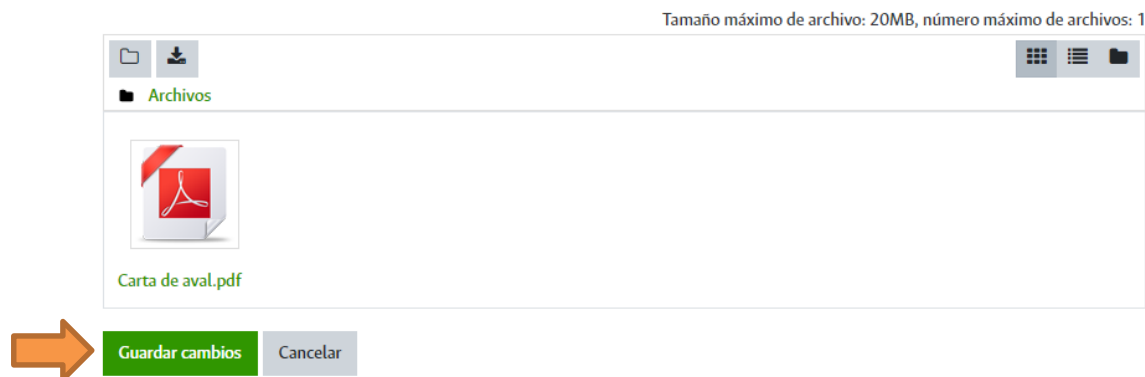 Tamaño máximo de archivo: 20MB, número máximo de archivos: 1
Archivos
Carta de aval.pdf
Guardar cambios Cancelar